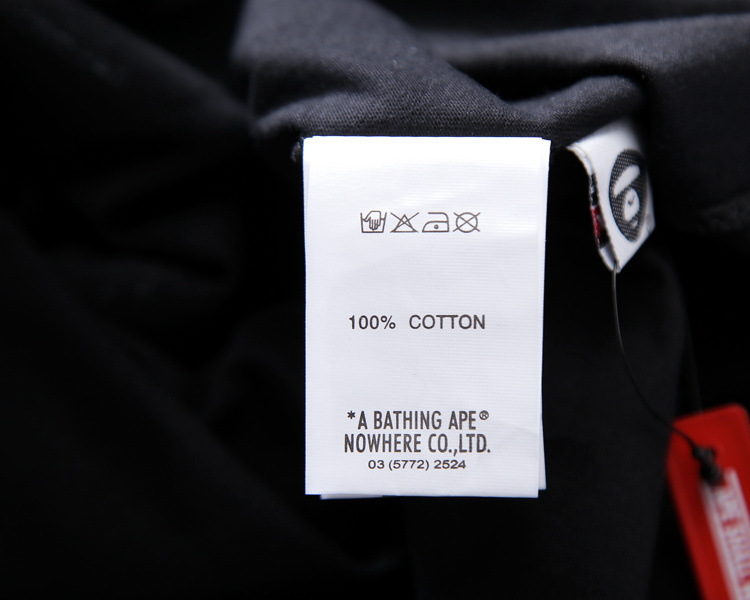 100% COTTON
*A BATHING APE®
NOWHERE CO.,LTD.
03 (5772) 2524